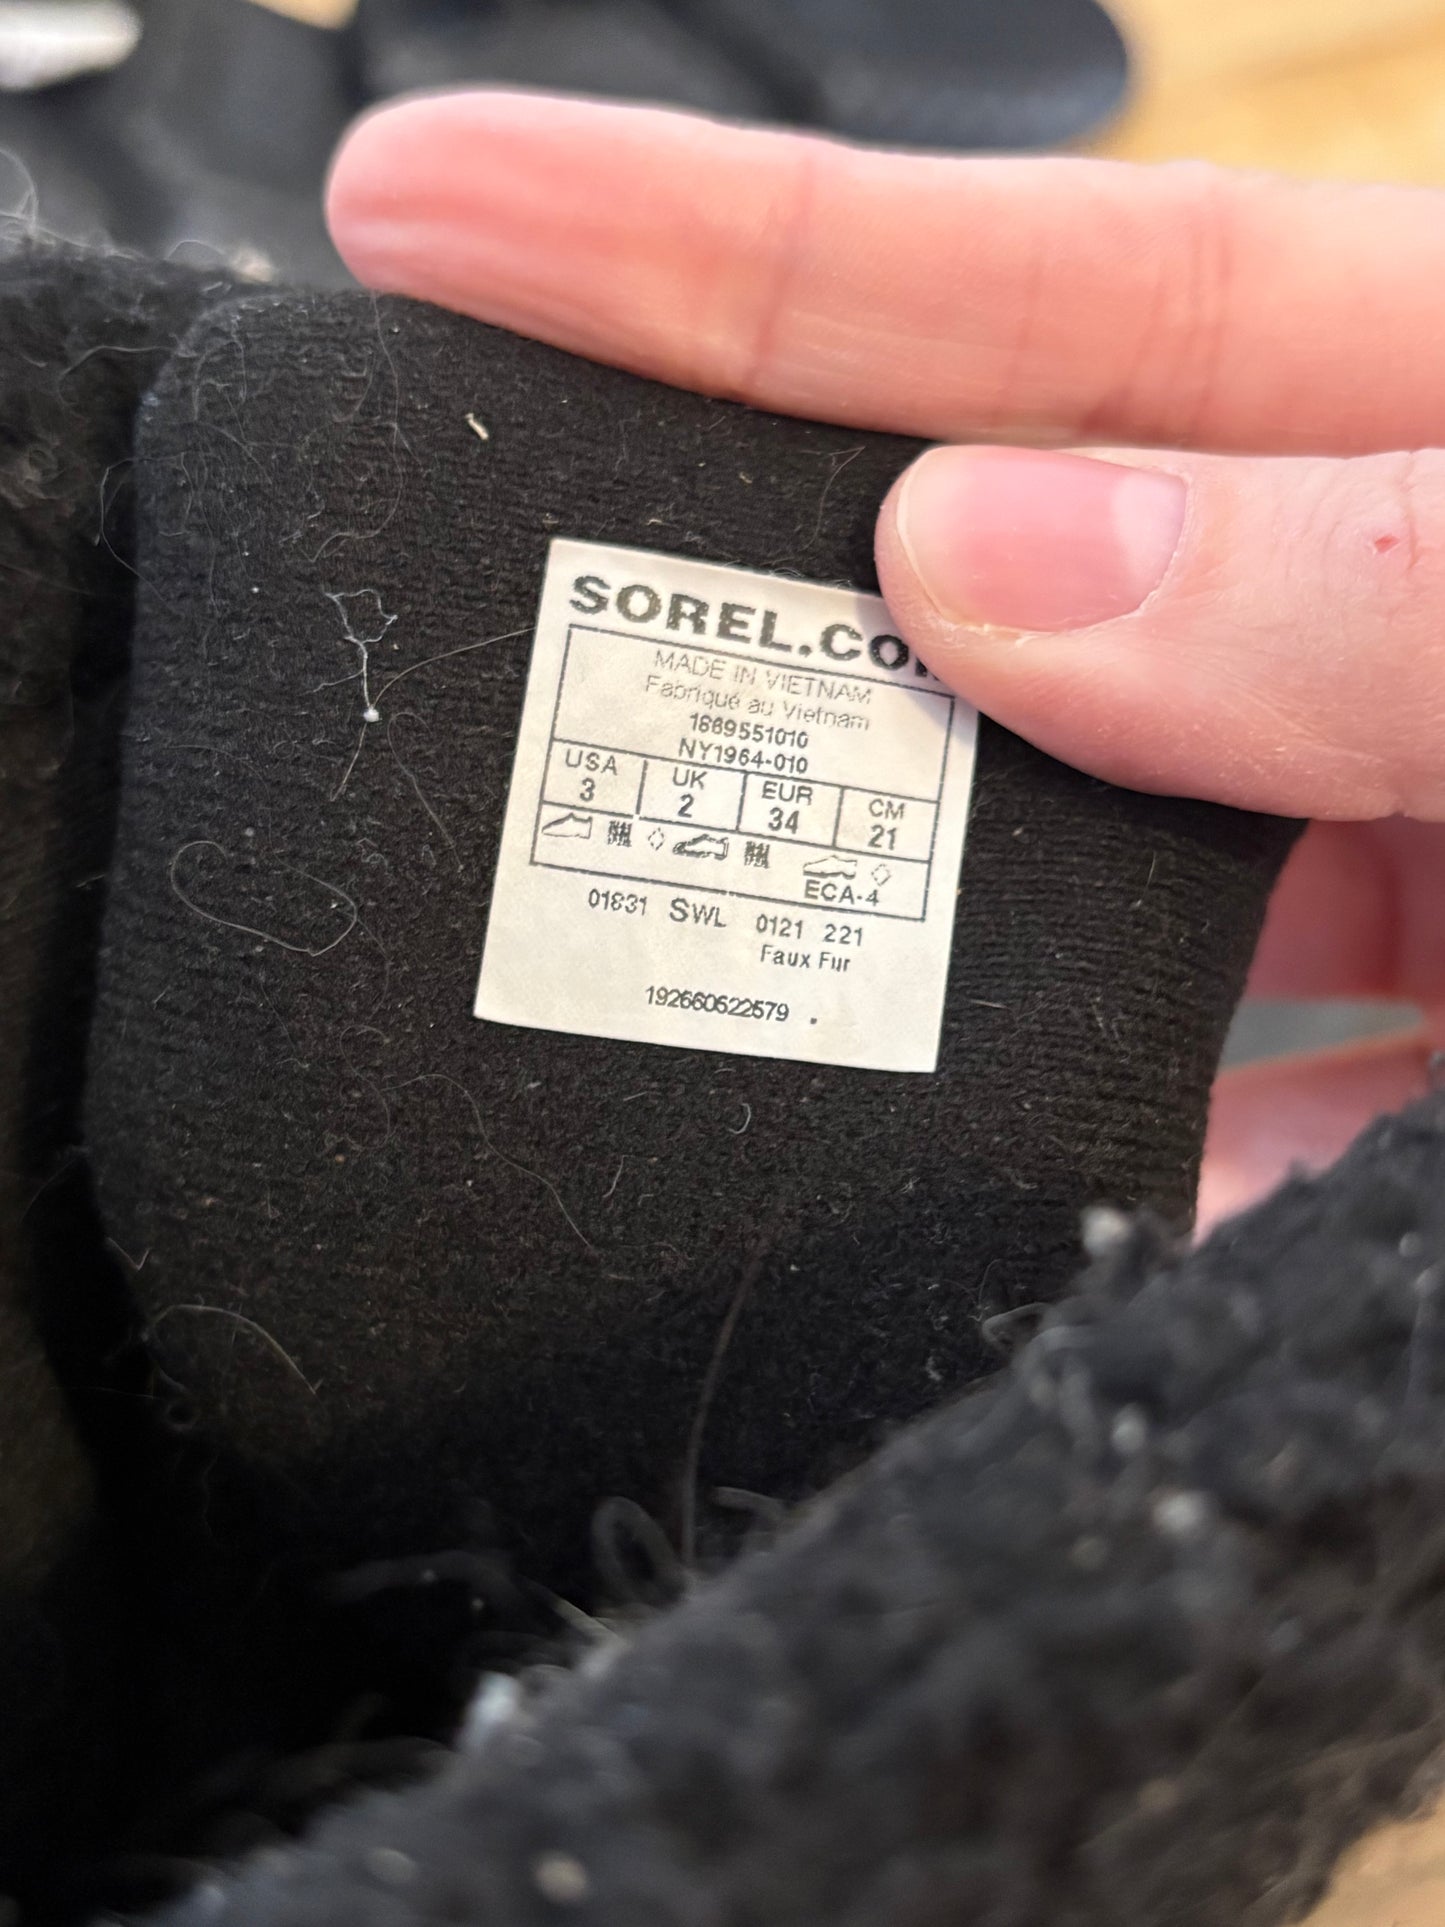 SOREL.CO
MADE IN VIETNAM
Fabriqué au Vietnam
1869551010
NY1964-010
USA UK EUR CM
3 2 34 21
ECA-4
01831 SWL 0121 221
Faux Fur
192660622579 .